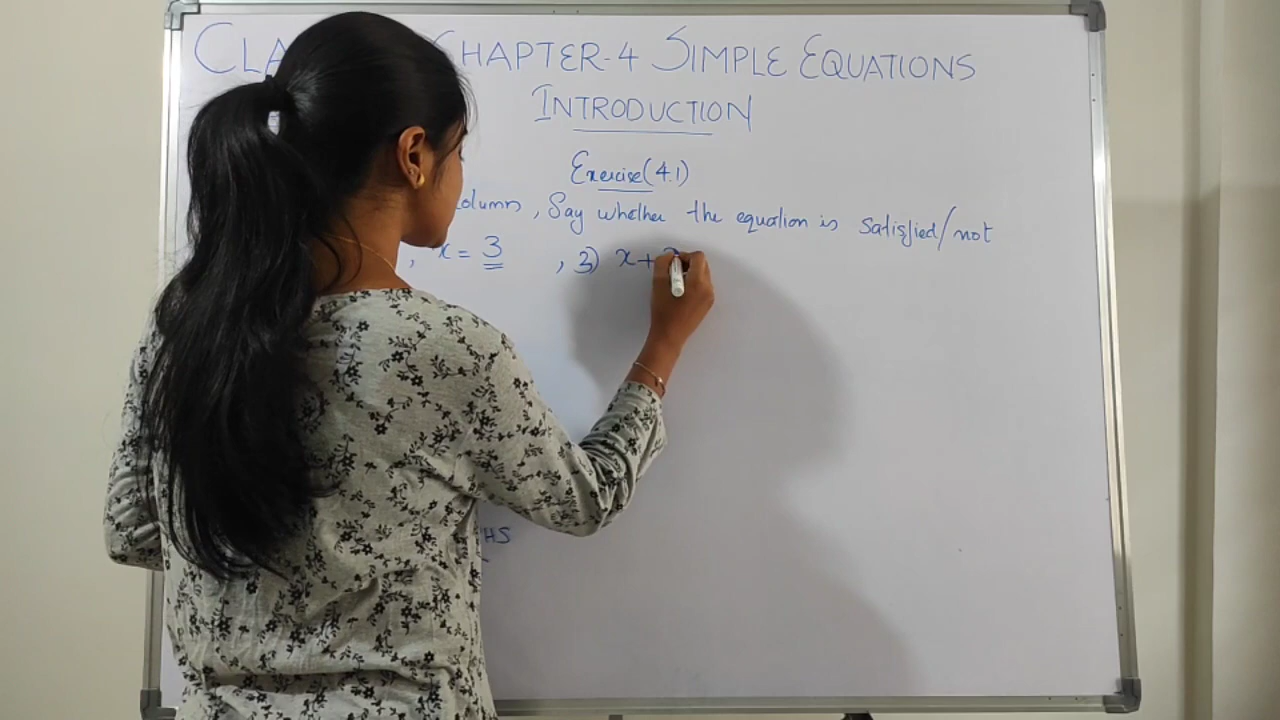 CLA CHAPTER-4 SIMPLE EQUATIONS
INTRODUCTION
Exercise (4.1)
column, Say whether the equation is Satisfied/not
, x = 3 , 3) x +
HS